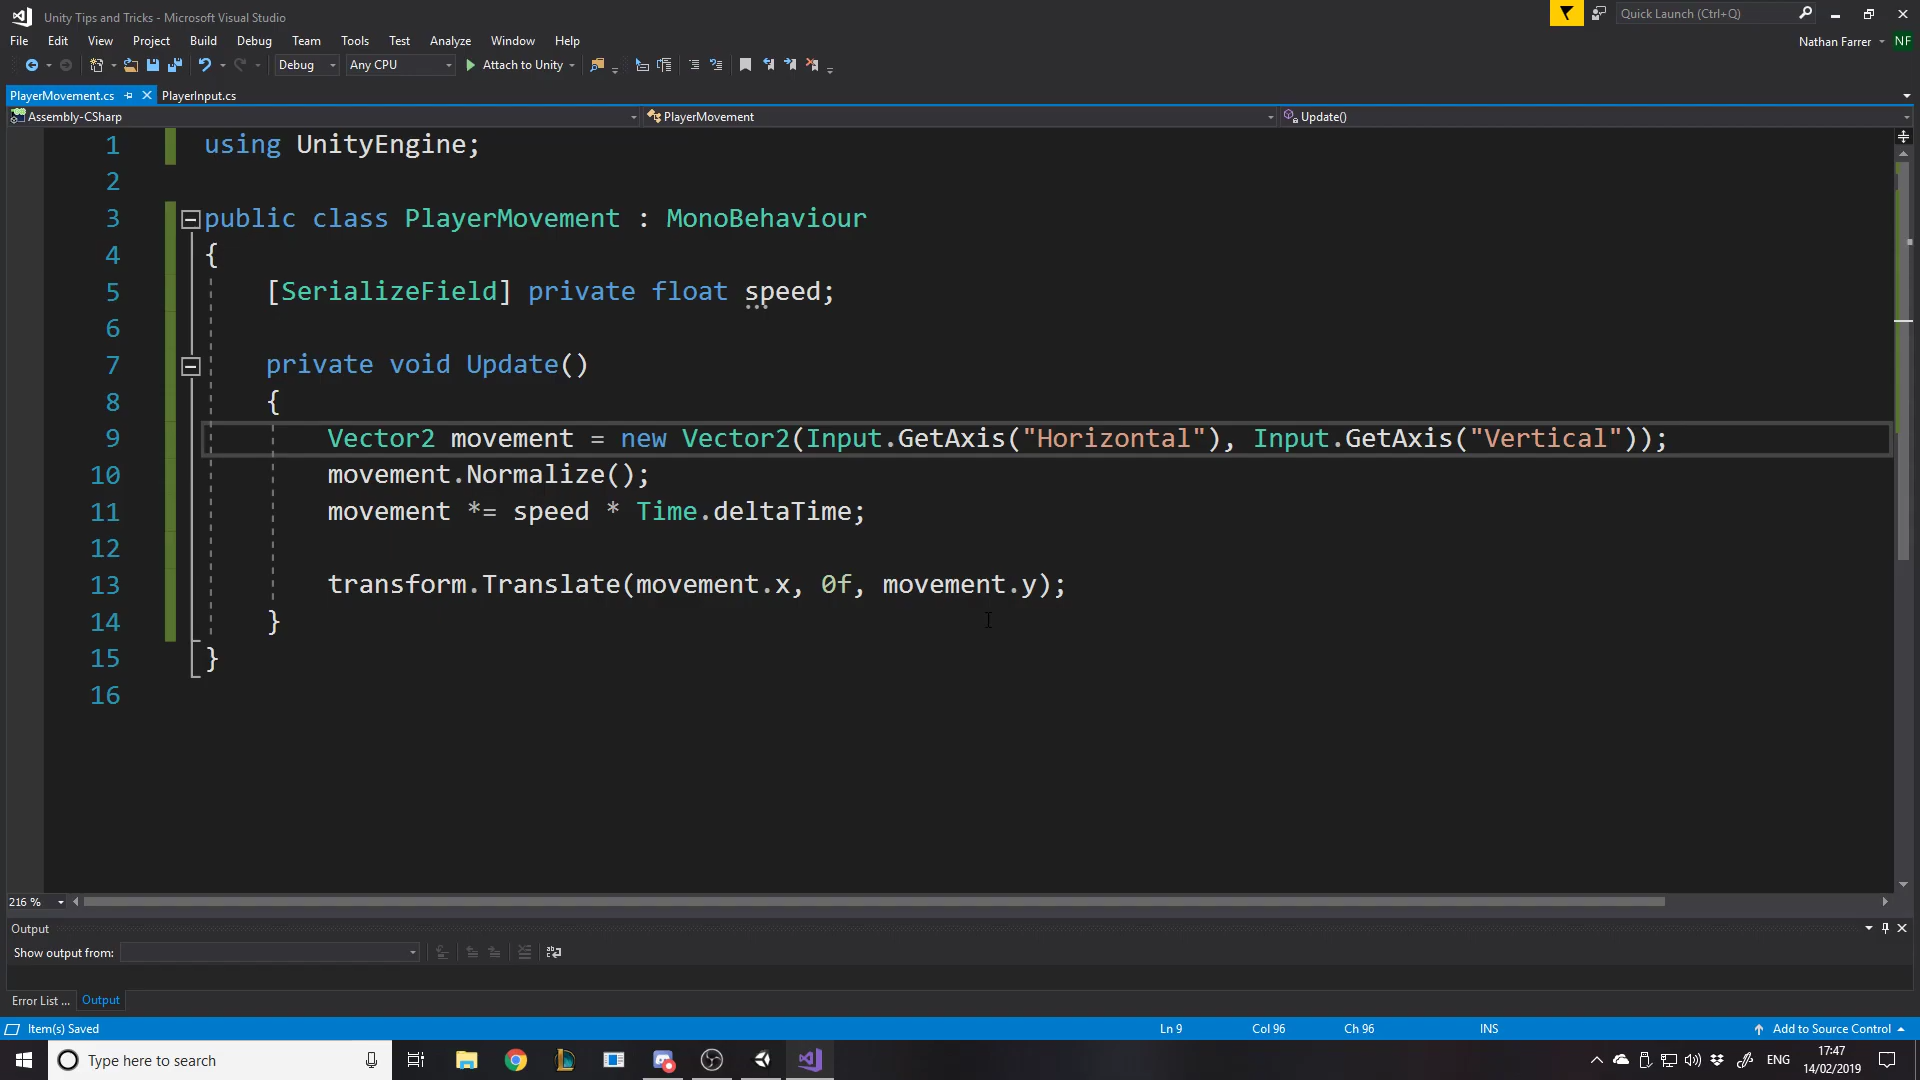 Unity Tips and Tricks - Microsoft Visual Studio
Quick Launch (Ctrl+Q)
File Edit View Project Build Debug Team Tools Test Analyze Window Help
Nathan Farrer NF
Debug Any CPU Attach to Unity
PlayerMovement.cs PlayerInput.cs
Assembly-CSharp PlayerMovement Update()
1 using UnityEngine;
2
3 public class PlayerMovement : MonoBehaviour
4 {
5 [SerializeField] private float speed;
6
7 private void Update()
8 {
9 Vector2 movement = new Vector2(Input.GetAxis("Horizontal"), Input.GetAxis("Vertical"));
10 movement.Normalize();
11 movement *= speed * Time.deltaTime;
12
13 transform.Translate(movement.x, 0f, movement.y);
14 }
15 }
16
216 %
Output
Show output from:
Error List ... Output
Item(s) Saved Ln 9 Col 96 Ch 96 INS Add to Source Control
Type here to search
ENG
17:47
14/02/2019